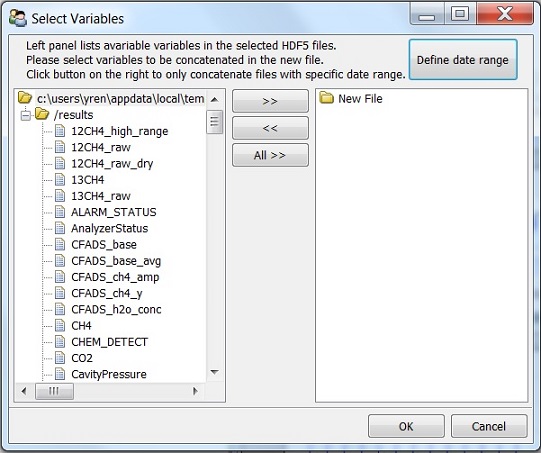 Select Variables
Left panel lists avariable variables in the selected HDF5 files.
Please select variables to be concatenated in the new file.
Click button on the right to only concatenate files with specific date range.
Define date range
c:\users\yren\appdata\local\tem
/results
12CH4_high_range
12CH4_raw
12CH4_raw_dry
13CH4
13CH4_raw
ALARM_STATUS
AnalyzerStatus
CFADS_base
CFADS_base_avg
CFADS_ch4_amp
CFADS_ch4_y
CFADS_h2o_conc
CH4
CHEM_DETECT
CO2
CavityPressure
>>
<<
All >>
New File
OK
Cancel